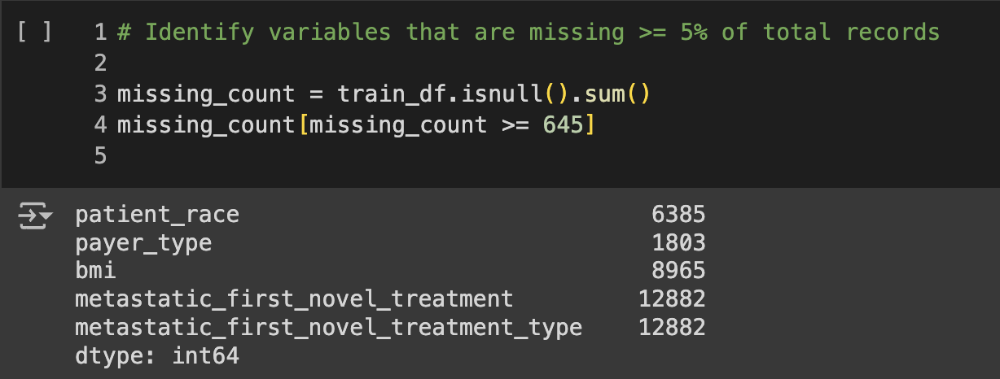 [ ] 1 # Identify variables that are missing >= 5% of total records
2
3 missing_count = train_df.isnull().sum()
4 missing_count[missing_count >= 645]
5
patient_race 6385
payer_type 1803
bmi 8965
metastatic_first_novel_treatment 12882
metastatic_first_novel_treatment_type 12882
dtype: int64